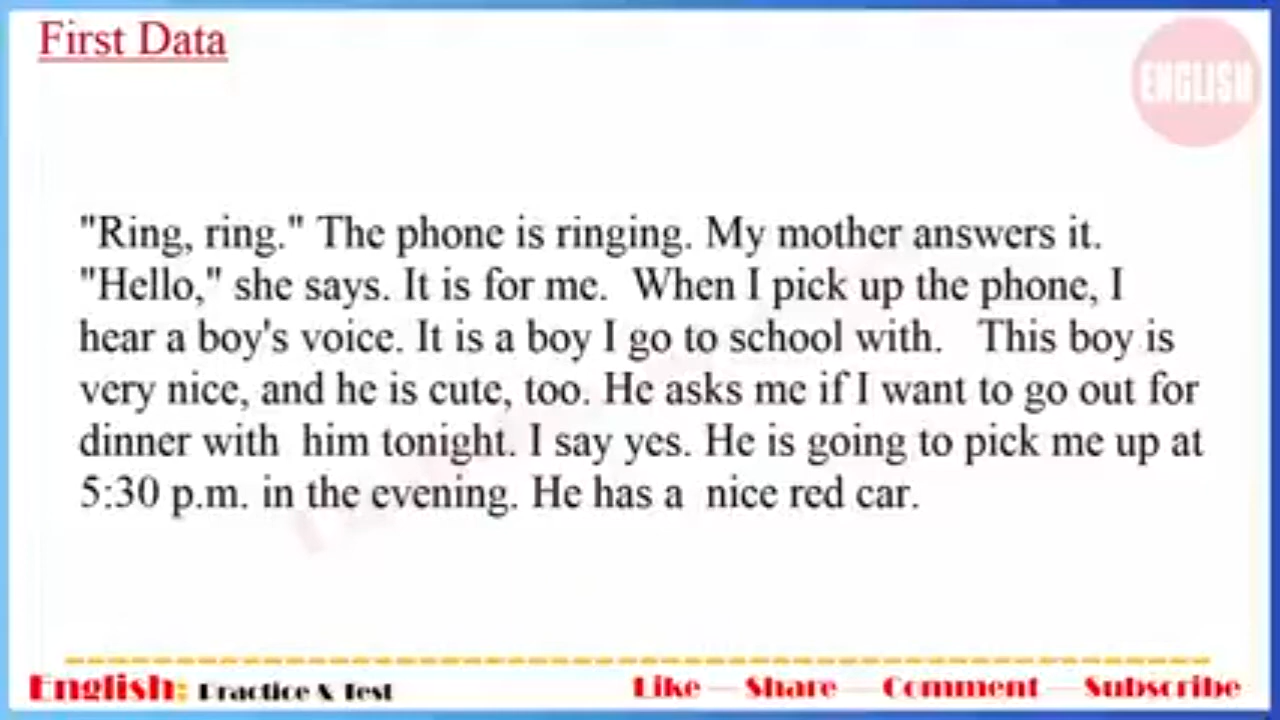 First Data
ENGLISH
"Ring, ring." The phone is ringing. My mother answers it.
"Hello," she says. It is for me. When I pick up the phone, I
hear a boy's voice. It is a boy I go to school with. This boy is
very nice, and he is cute, too. He asks me if I want to go out for
dinner with him tonight. I say yes. He is going to pick me up at
5:30 p.m. in the evening. He has a nice red car.
English: Practice & Test
Like — Share — Comment — Subscribe